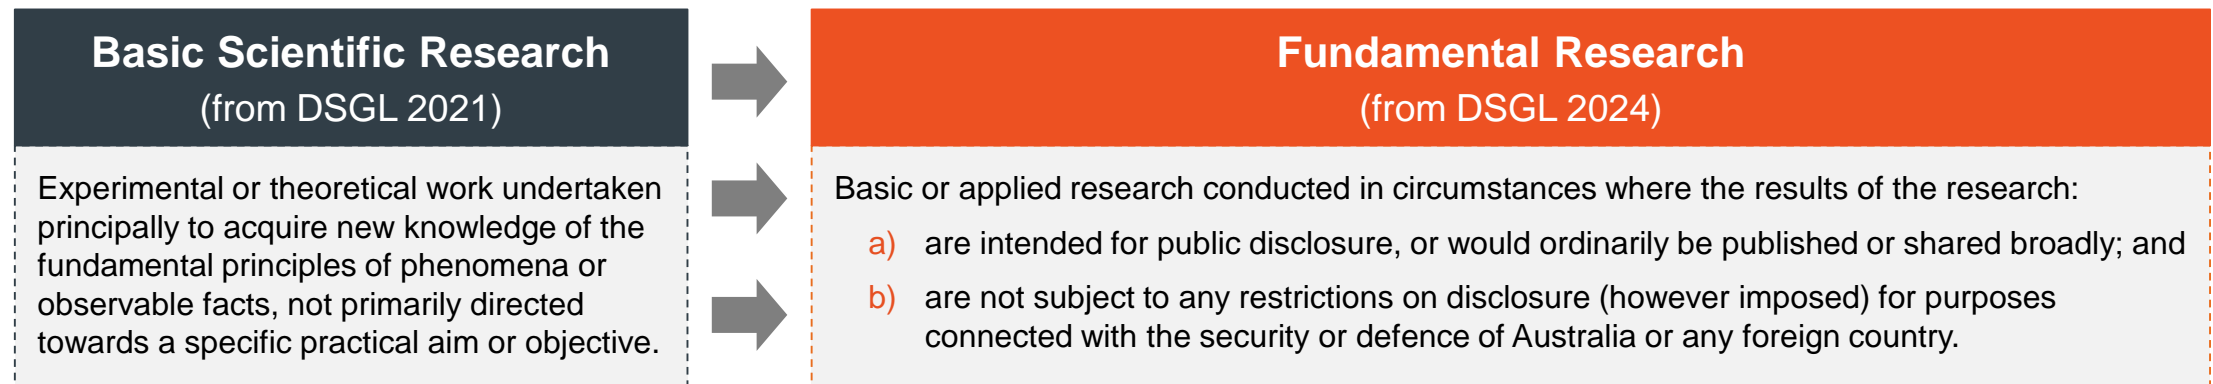 Basic Scientific Research
(from DSGL 2021)
Experimental or theoretical work undertaken
principally to acquire new knowledge of the
fundamental principles of phenomena or
observable facts, not primarily directed
towards a specific practical aim or objective.
Fundamental Research
(from DSGL 2024)
Basic or applied research conducted in circumstances where the results of the research:
a) are intended for public disclosure, or would ordinarily be published or shared broadly; and
b) are not subject to any restrictions on disclosure (however imposed) for purposes
connected with the security or defence of Australia or any foreign country.